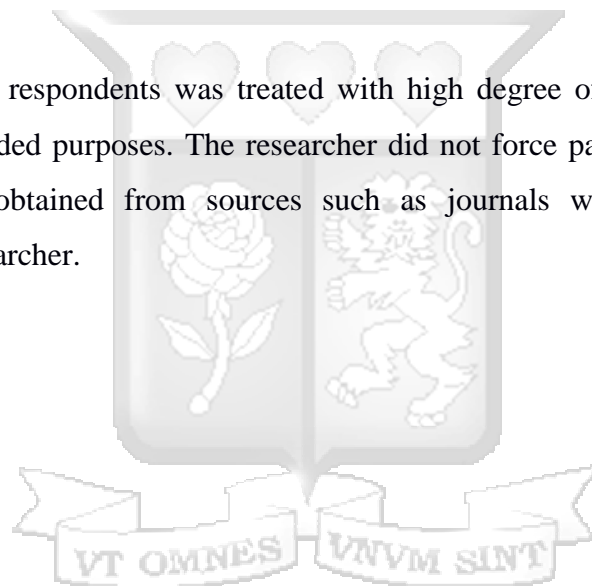 respondents was treated with high degree of
ded purposes. The researcher did not force pa
obtained from sources such as journals w
archer.
VT OMNES VNVM SINT